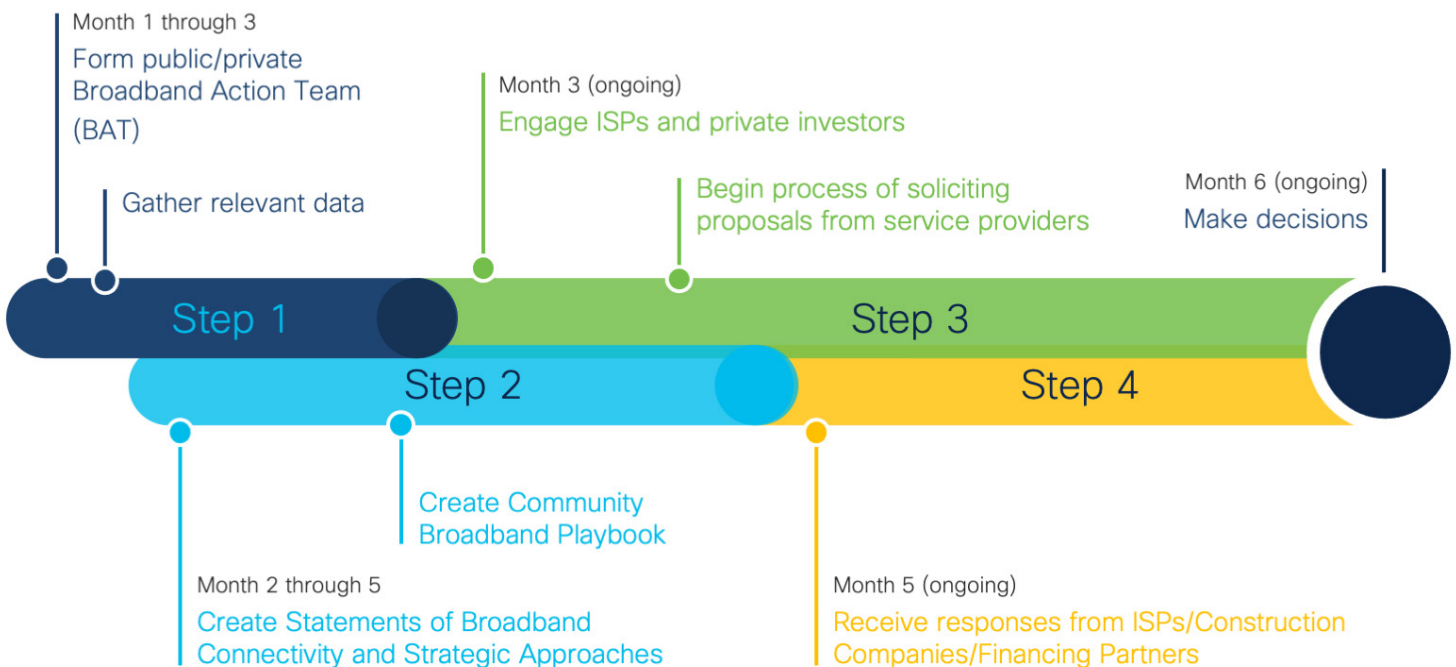 Month 1 through 3
Form public/private
Broadband Action Team
(BAT)
Gather relevant data
Month 3 (ongoing)
Engage ISPs and private investors
Begin process of soliciting
proposals from service providers
Month 6 (ongoing)
Make decisions
Step 1
Step 3
Step 2
Step 4
Create Community
Broadband Playbook
Month 2 through 5
Create Statements of Broadband
Connectivity and Strategic Approaches
Month 5 (ongoing)
Receive responses from ISPs/Construction
Companies/Financing Partners